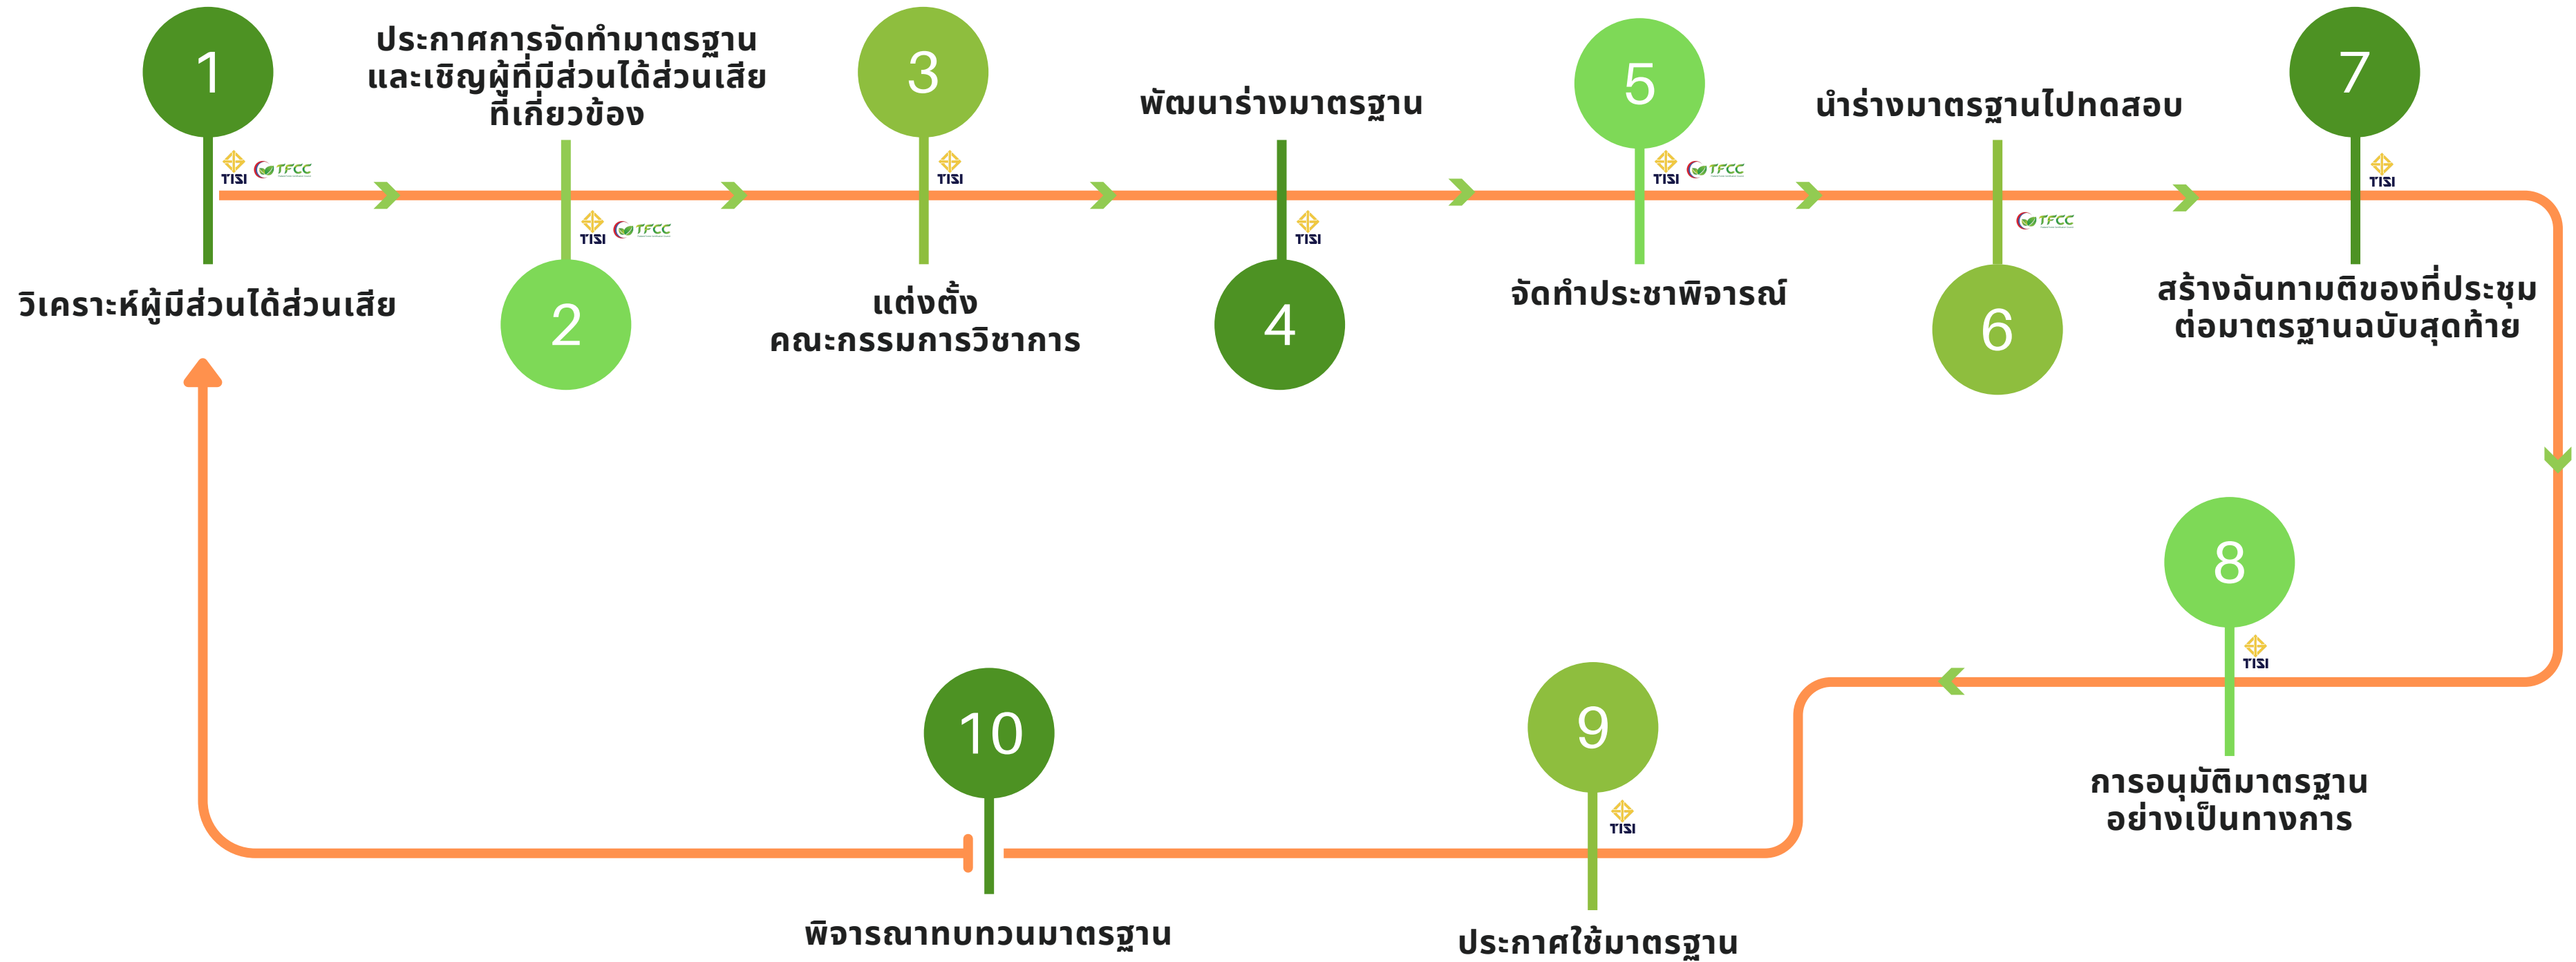 1
TISI TFCC
วิเคราะห์ผู้มีส่วนได้ส่วนเสีย
ประกาศการจัดทำมาตรฐาน
และเชิญผู้ที่มีส่วนได้ส่วนเสีย
ที่เกี่ยวข้อง
TISI TFCC
2
3
TISI
แต่งตั้ง
คณะกรรมการวิชาการ
พัฒนาร่างมาตรฐาน
TISI
4
5
TISI TFCC
จัดทำประชาพิจารณ์
นำร่างมาตรฐานไปทดสอบ
TFCC
6
7
TISI
สร้างฉันทามติของที่ประชุม
ต่อมาตรฐานฉบับสุดท้าย
8
TISI
การอนุมัติมาตรฐาน
อย่างเป็นทางการ
9
TISI
ประกาศใช้มาตรฐาน
10
พิจารณาทบทวนมาตรฐาน